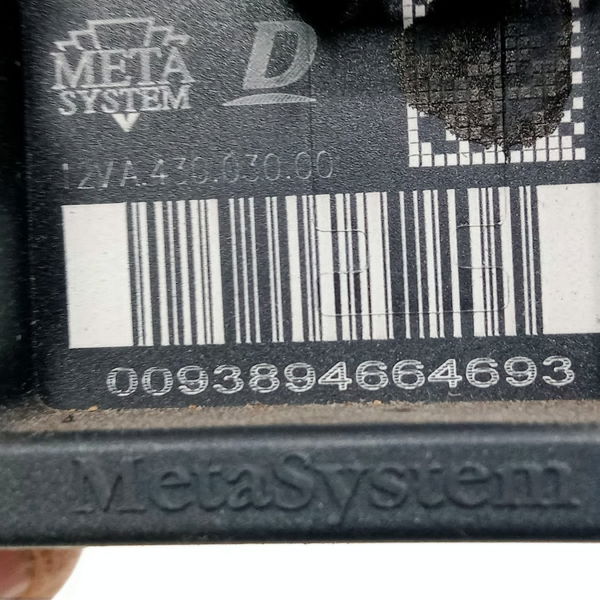 META
SYSTEM
D
12VA.430.030.00
0093894664693
MetaSystem